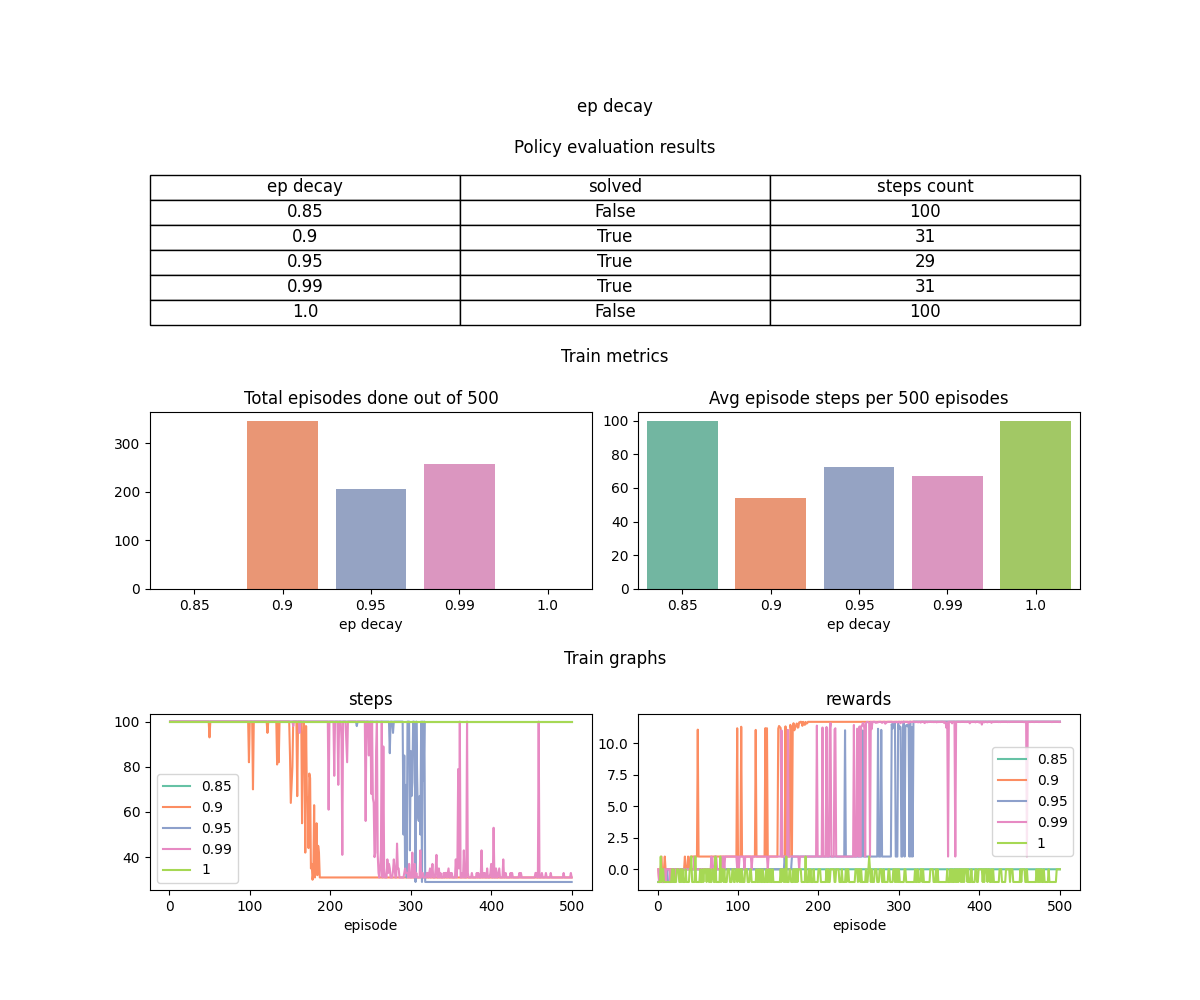 ep decay
Policy evaluation results
ep decay solved steps count
0.85 False 100
0.9 True 31
0.95 True 29
0.99 True 31
1.0 False 100
Train metrics
Total episodes done out of 500
300
200
100
0
0.85 0.9 0.95 0.99 1.0
ep decay
Avg episode steps per 500 episodes
100
80
60
40
20
0
0.85 0.9 0.95 0.99 1.0
ep decay
Train graphs
steps
100
80
60
40
0.85
0.9
0.95
0.99
1
0 100 200 300 400 500
episode
rewards
10.0
7.5
5.0
2.5
0.0
0.85
0.9
0.95
0.99
1
0 100 200 300 400 500
episode